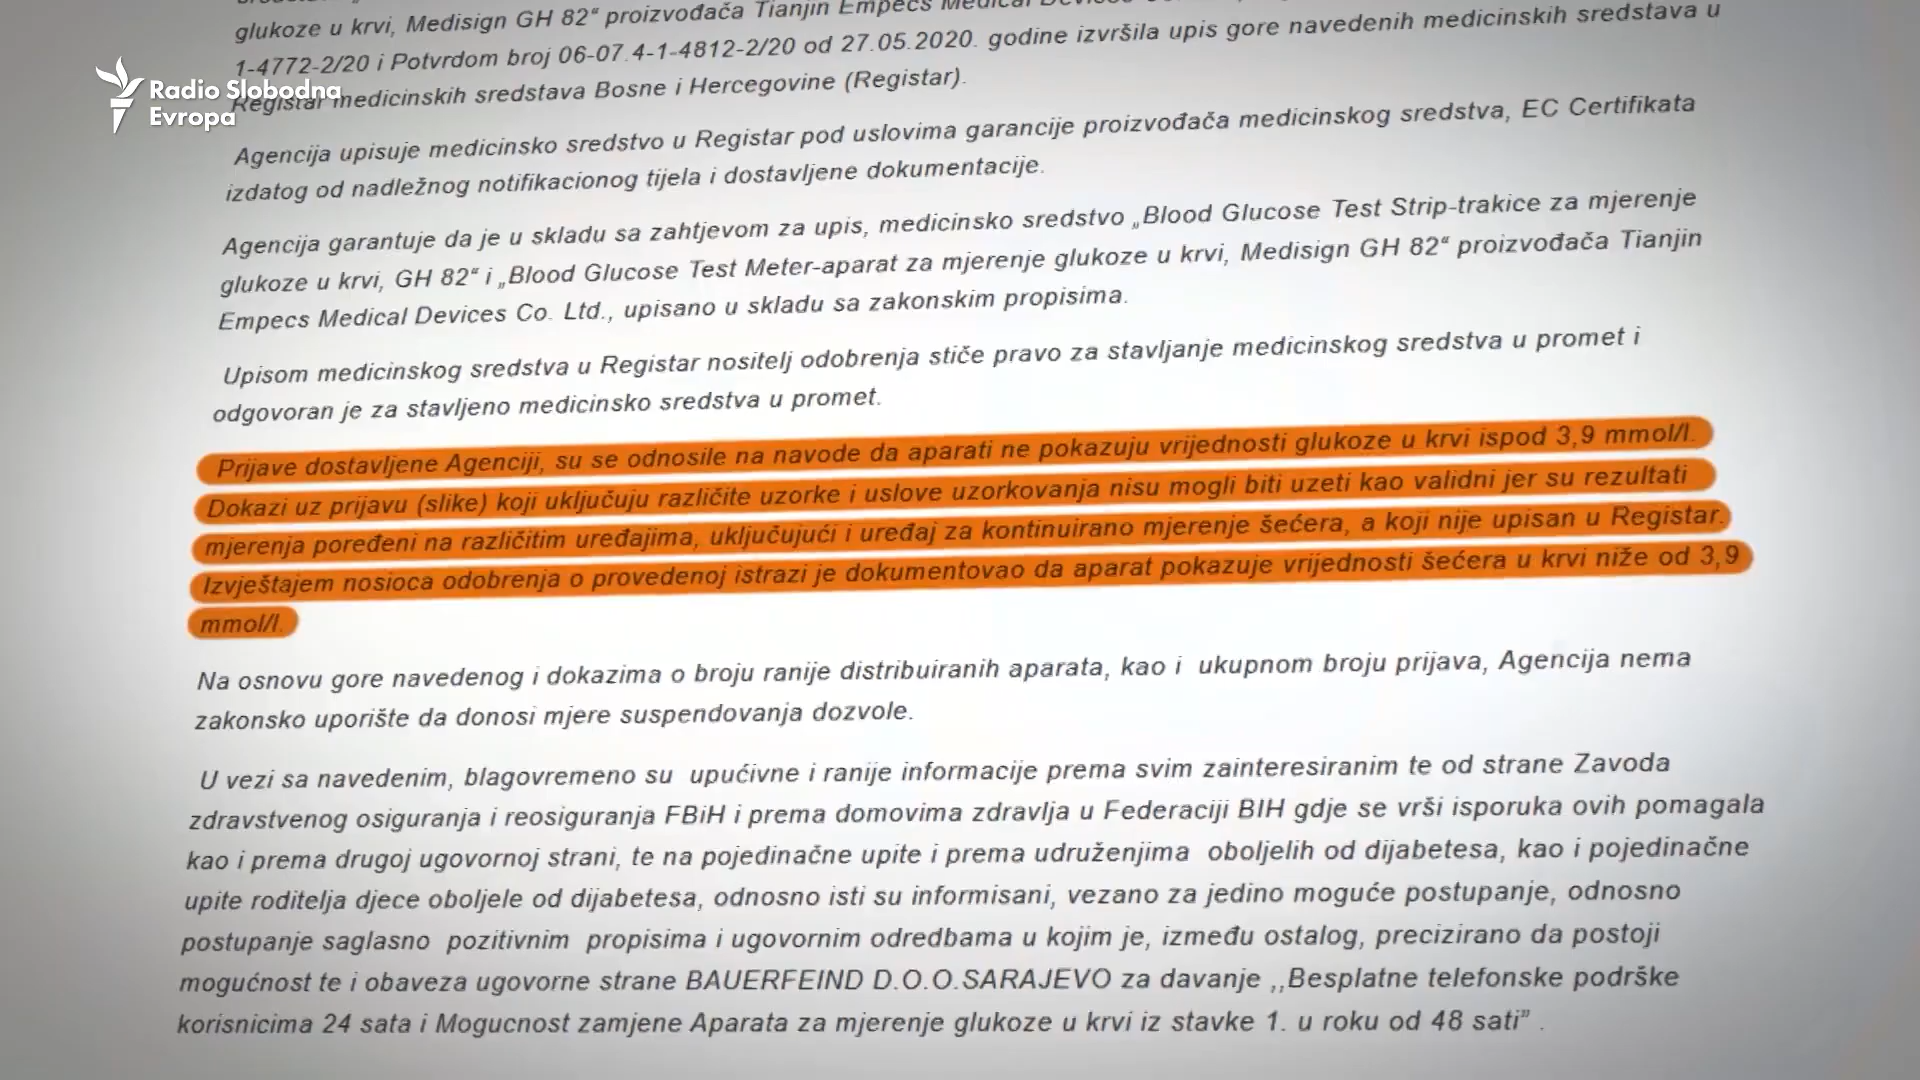 glukoze u krvi, Medisign GH 82“ proizvođača Tianjin Empecs
1-4772-2/20 i Potvrdom broj 06-07.4-1-4812-2/20 od 27.05.2020. godine izvršila upis gore navedenih medicinskih sredstava u
Registar medicinskih sredstava Bosne i Hercegovine (Registar).
Radio Slobodna
Evropa
Agencija upisuje medicinsko sredstvo u Registar pod uslovima garancije proizvođača medicinskog sredstva, EC Certifikata
izdatog od nadležnog notifikacionog tijela i dostavljene dokumentacije.
Agencija garantuje da je u skladu sa zahtjevom za upis, medicinsko sredstvo „Blood Glucose Test Strip-trakice za mjerenje
glukoze u krvi, GH 82“ i „Blood Glucose Test Meter-aparat za mjerenje glukoze u krvi, Medisign GH 82“ proizvođača Tianjin
Empecs Medical Devices Co. Ltd., upisano u skladu sa zakonskim propisima.
Upisom medicinskog sredstva u Registar nositelj odobrenja stiče pravo za stavljanje medicinskog sredstva u promet i
odgovoran je za stavljeno medicinsko sredstva u promet.
Prijave dostavljene Agenciji, su se odnosile na navode da aparati ne pokazuju vrijednosti glukoze u krvi ispod 3,9 mmol/l.
Dokazi uz prijavu (slike) koji uključuju različite uzorke i uslove uzorkovanja nisu mogli biti uzeti kao validni jer su rezultati
mjerenja poređeni na različitim uređajima, uključujući i uređaj za kontinuirano mjerenje šećera, a koji nije upisan u Registar.
Izvještajem nosioca odobrenja o provedenoj istrazi je dokumentovao da aparat pokazuje vrijednosti šećera u krvi niže od 3,9
mmol/l.
Na osnovu gore navedenog i dokazima o broju ranije distribuiranih aparata, kao i ukupnom broju prijava, Agencija nema
zakonsko uporište da donosi mjere suspendovanja dozvole.
U vezi sa navedenim, blagovremeno su upućivne i ranije informacije prema svim zainteresiranim te od strane Zavoda
zdravstvenog osiguranja i reosiguranja FBiH i prema domovima zdravlja u Federaciji BIH gdje se vrši isporuka ovih pomagala
kao i prema drugoj ugovornoj strani, te na pojedinačne upite i prema udruženjima oboljelih od dijabetesa, kao i pojedinačne
upite roditelja djece oboljele od dijabetesa, odnosno isti su informisani, vezano za jedino moguće postupanje, odnosno
postupanje saglasno pozitivnim propisima i ugovornim odredbama u kojim je, između ostalog, precizirano da postoji
mogućnost te i obaveza ugovorne strane BAUERFEIND D.O.O.SARAJEVO za davanje ,,Besplatne telefonske podrške
korisnicima 24 sata i Mogucnost zamjene Aparata za mjerenje glukoze u krvi iz stavke 1. u roku od 48 sati” .